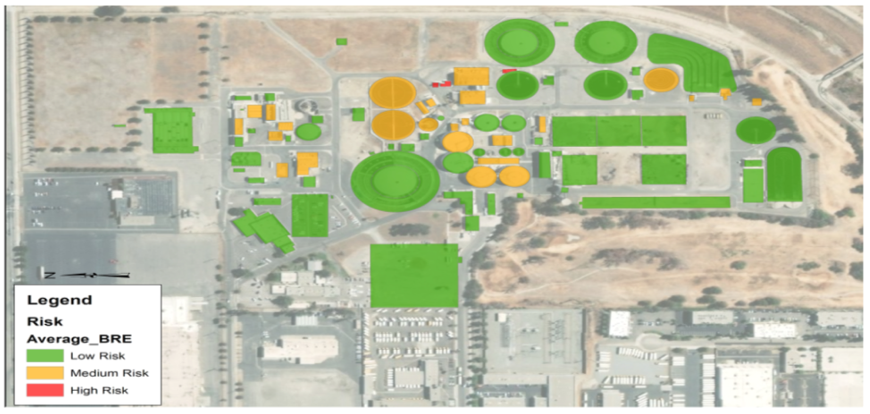 N
Legend
Risk
Average_BRE
Low Risk
Medium Risk
High Risk